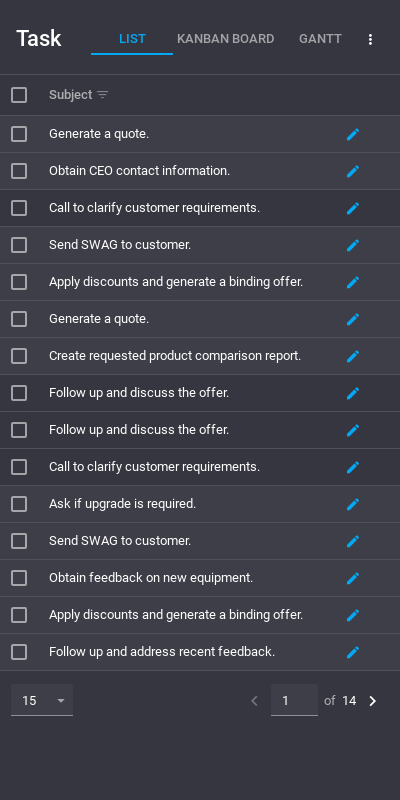 Task LIST KANBAN BOARD GANTT
Subject
Generate a quote.
Obtain CEO contact information.
Call to clarify customer requirements.
Send SWAG to customer.
Apply discounts and generate a binding offer.
Generate a quote.
Create requested product comparison report.
Follow up and discuss the offer.
Follow up and discuss the offer.
Call to clarify customer requirements.
Ask if upgrade is required.
Send SWAG to customer.
Obtain feedback on new equipment.
Apply discounts and generate a binding offer.
Follow up and address recent feedback.
15 1 of 14